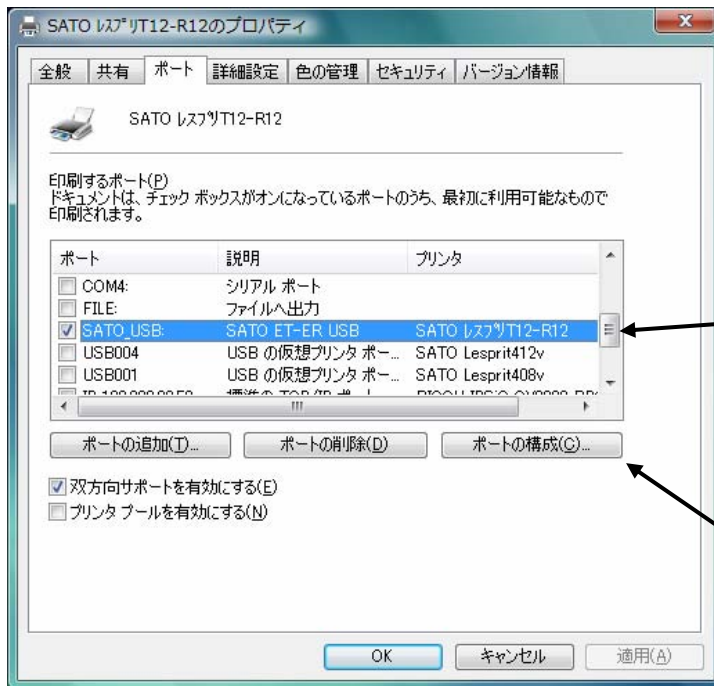 SATO ﾚｽﾌﾟﾘT12-R12のプロパティ
全般 共有 ポート 詳細設定 色の管理 セキュリティ バージョン情報
SATO ﾚｽﾌﾟﾘT12-R12
印刷するポート(P)
ドキュメントは、チェック ボックスがオンになっているポートのうち、最初に利用可能なもので
印刷されます。
ポート 説明 プリンタ
COM4: シリアル ポート
FILE: ファイルへ出力
SATO_USB: SATO ET-ER USB SATO ﾚｽﾌﾟﾘT12-R12
USB004 USB の仮想プリンタ ポー... SATO Lesprit412v
USB001 USB の仮想プリンタ ポー... SATO Lesprit408v
ポートの追加(T)... ポートの削除(D) ポートの構成(C)...
双方向サポートを有効にする(E)
プリンタ プールを有効にする(N)
OK キャンセル 適用(A)